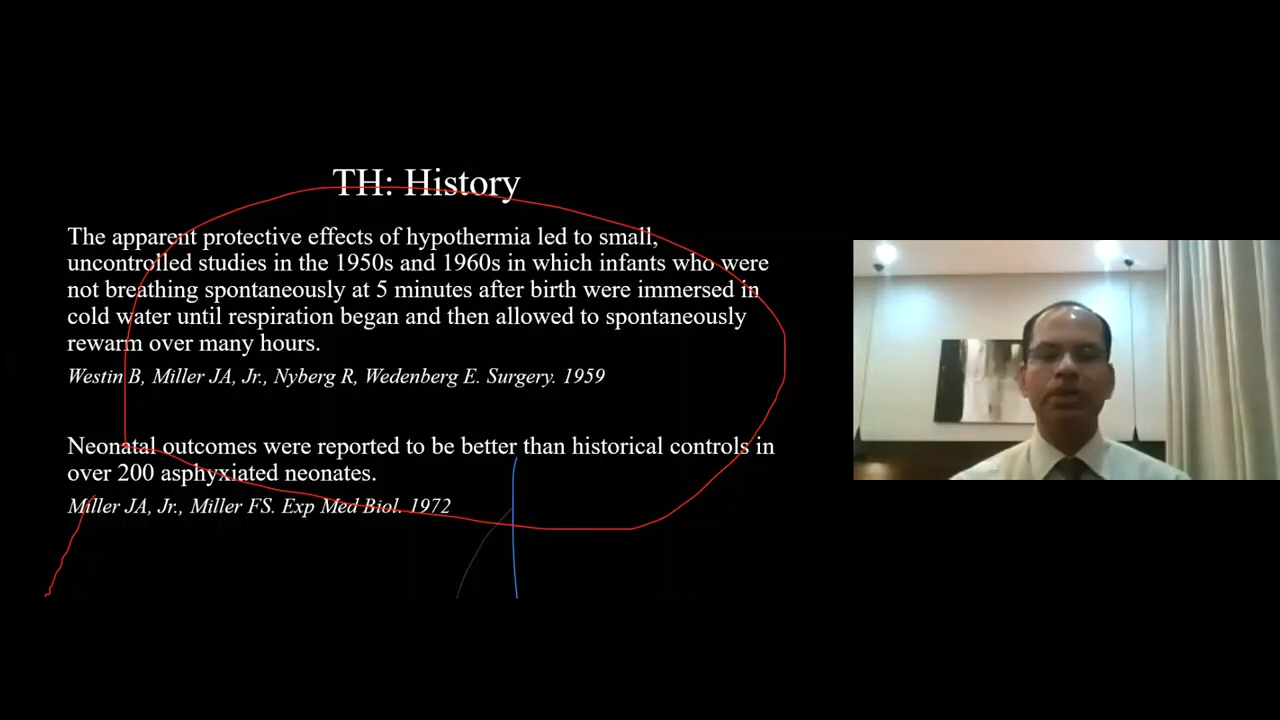 TH: History
The apparent protective effects of hypothermia led to small,
uncontrolled studies in the 1950s and 1960s in which infants who were
not breathing spontaneously at 5 minutes after birth were immersed in
cold water until respiration began and then allowed to spontaneously
rewarm over many hours.
Westin B, Miller JA, Jr., Nyberg R, Wedenberg E. Surgery. 1959
Neonatal outcomes were reported to be better than historical controls in
over 200 asphyxiated neonates.
Miller JA, Jr., Miller FS. Exp Med Biol. 1972